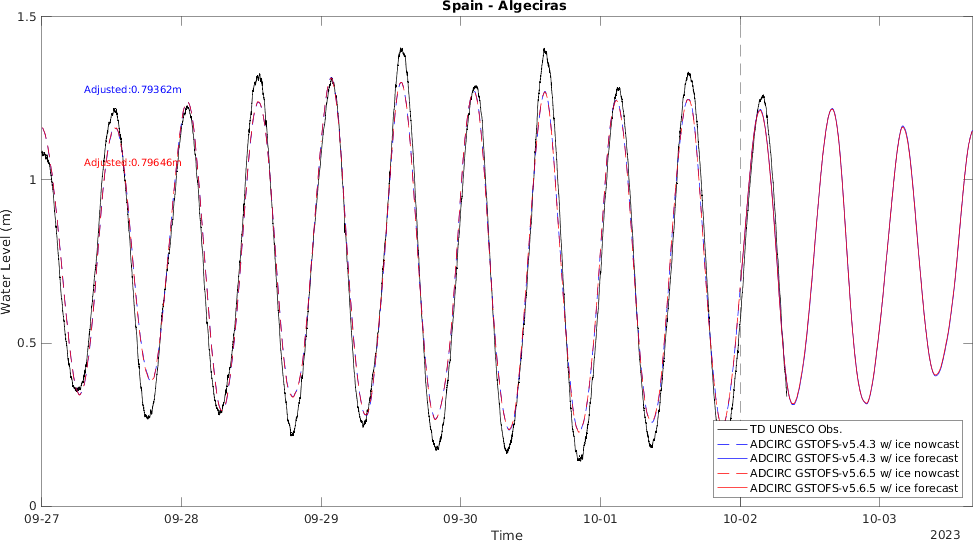 Spain - Algeciras
1.5
Adjusted:0.79362m
Adjusted:0.79646m
1
Water Level (m)
0.5
TD UNESCO Obs.
ADCIRC GSTOFS-v5.4.3 w/ ice nowcast
ADCIRC GSTOFS-v5.4.3 w/ ice forecast
ADCIRC GSTOFS-v5.6.5 w/ ice nowcast
ADCIRC GSTOFS-v5.6.5 w/ ice forecast
0
09-27 09-28 09-29 09-30 10-01 10-02 10-03
Time
2023